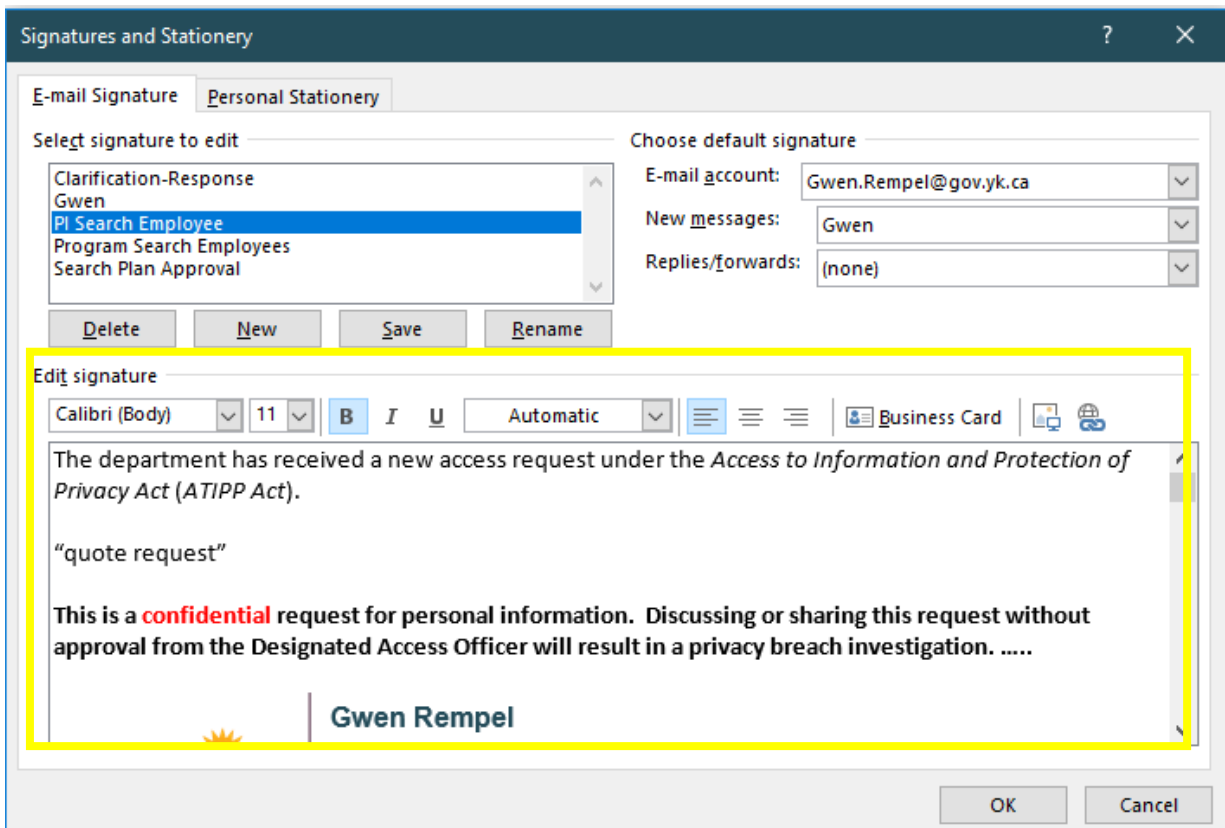 Signatures and Stationery
?
E-mail Signature
Personal Stationery
Select signature to edit
Clarification-Response
Gwen
PI Search Employee
Program Search Employees
Search Plan Approval
Delete
New
Save
Rename
Choose default signature
E-mail account:
Gwen.Rempel@gov.yk.ca
New messages:
Gwen
Replies/forwards:
(none)
Edit signature
Calibri (Body)
11
B
I
U
Automatic
Business Card
The department has received a new access request under the Access to Information and Protection of
Privacy Act (ATIPP Act).
“quote request”
This is a confidential request for personal information.  Discussing or sharing this request without
approval from the Designated Access Officer will result in a privacy breach investigation. …..
Gwen Rempel
OK
Cancel